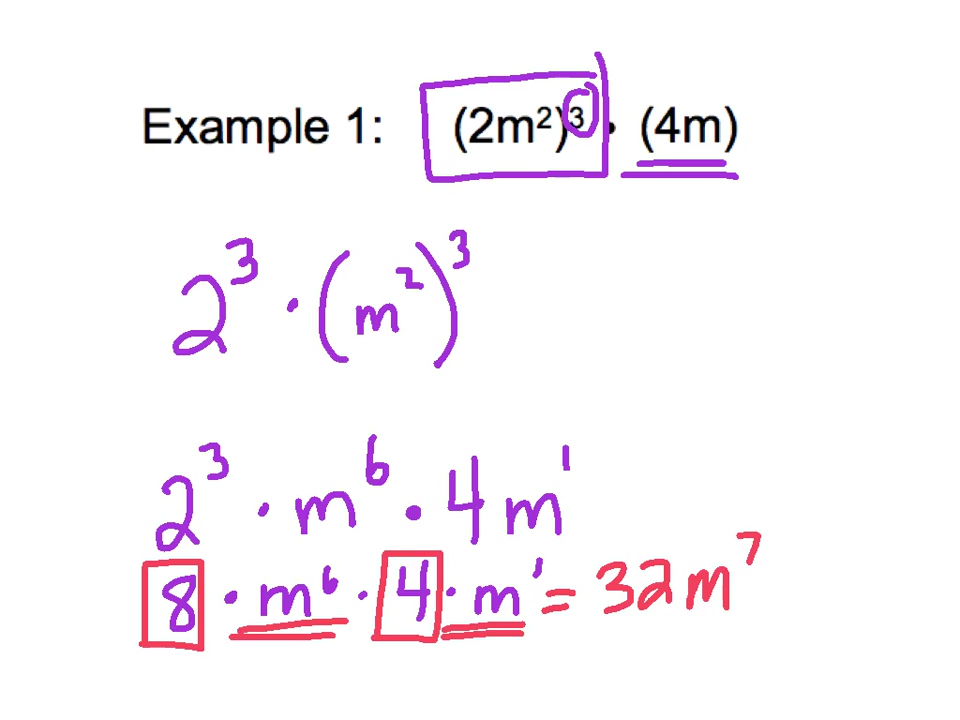 Example 1: (2m²)³ · (4m)
2³ · (m²)³
2³ · m⁶ · 4m¹
8 · m⁶ · 4 · m¹ = 32m⁷